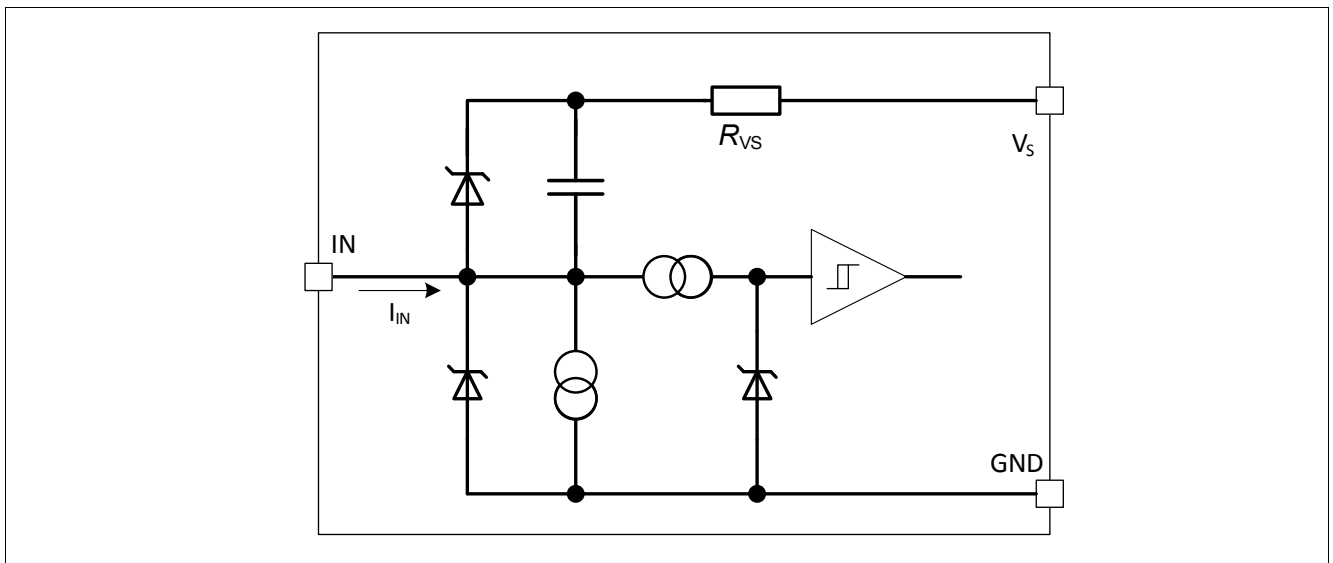 R_VS
V_S
IN
I_IN
GND